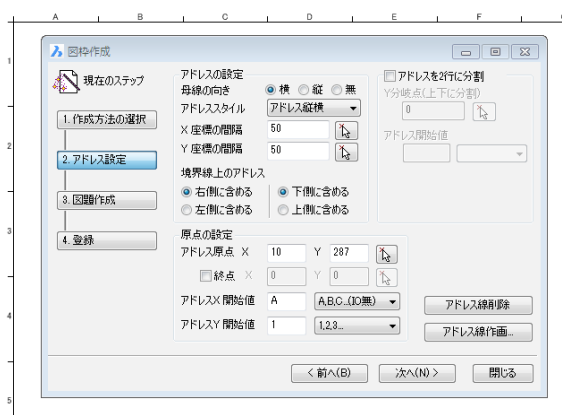 A B C D E F
1
2
3
4
5
図枠作成
現在のステップ
1. 作成方法の選択
2. アドレス設定
3. 図題作成
4. 登録
アドレスの設定
母線の向き 横 縦 無
アドレススタイル アドレス縦横
X 座標の間隔 50
Y 座標の間隔 50
境界線上のアドレス
右側に含める 下側に含める
左側に含める 上側に含める
アドレスを2行に分割
Y分岐点(上下に分割)
0
アドレス開始値
原点の設定
アドレス原点 X 10 Y 287
終点 X 0 Y 0
アドレスX 開始値 A A,B,C...(IO無)
アドレスY 開始値 1 1,2,3...
アドレス線削除
アドレス線作画...
< 前へ(B) 次へ(N) > 閉じる